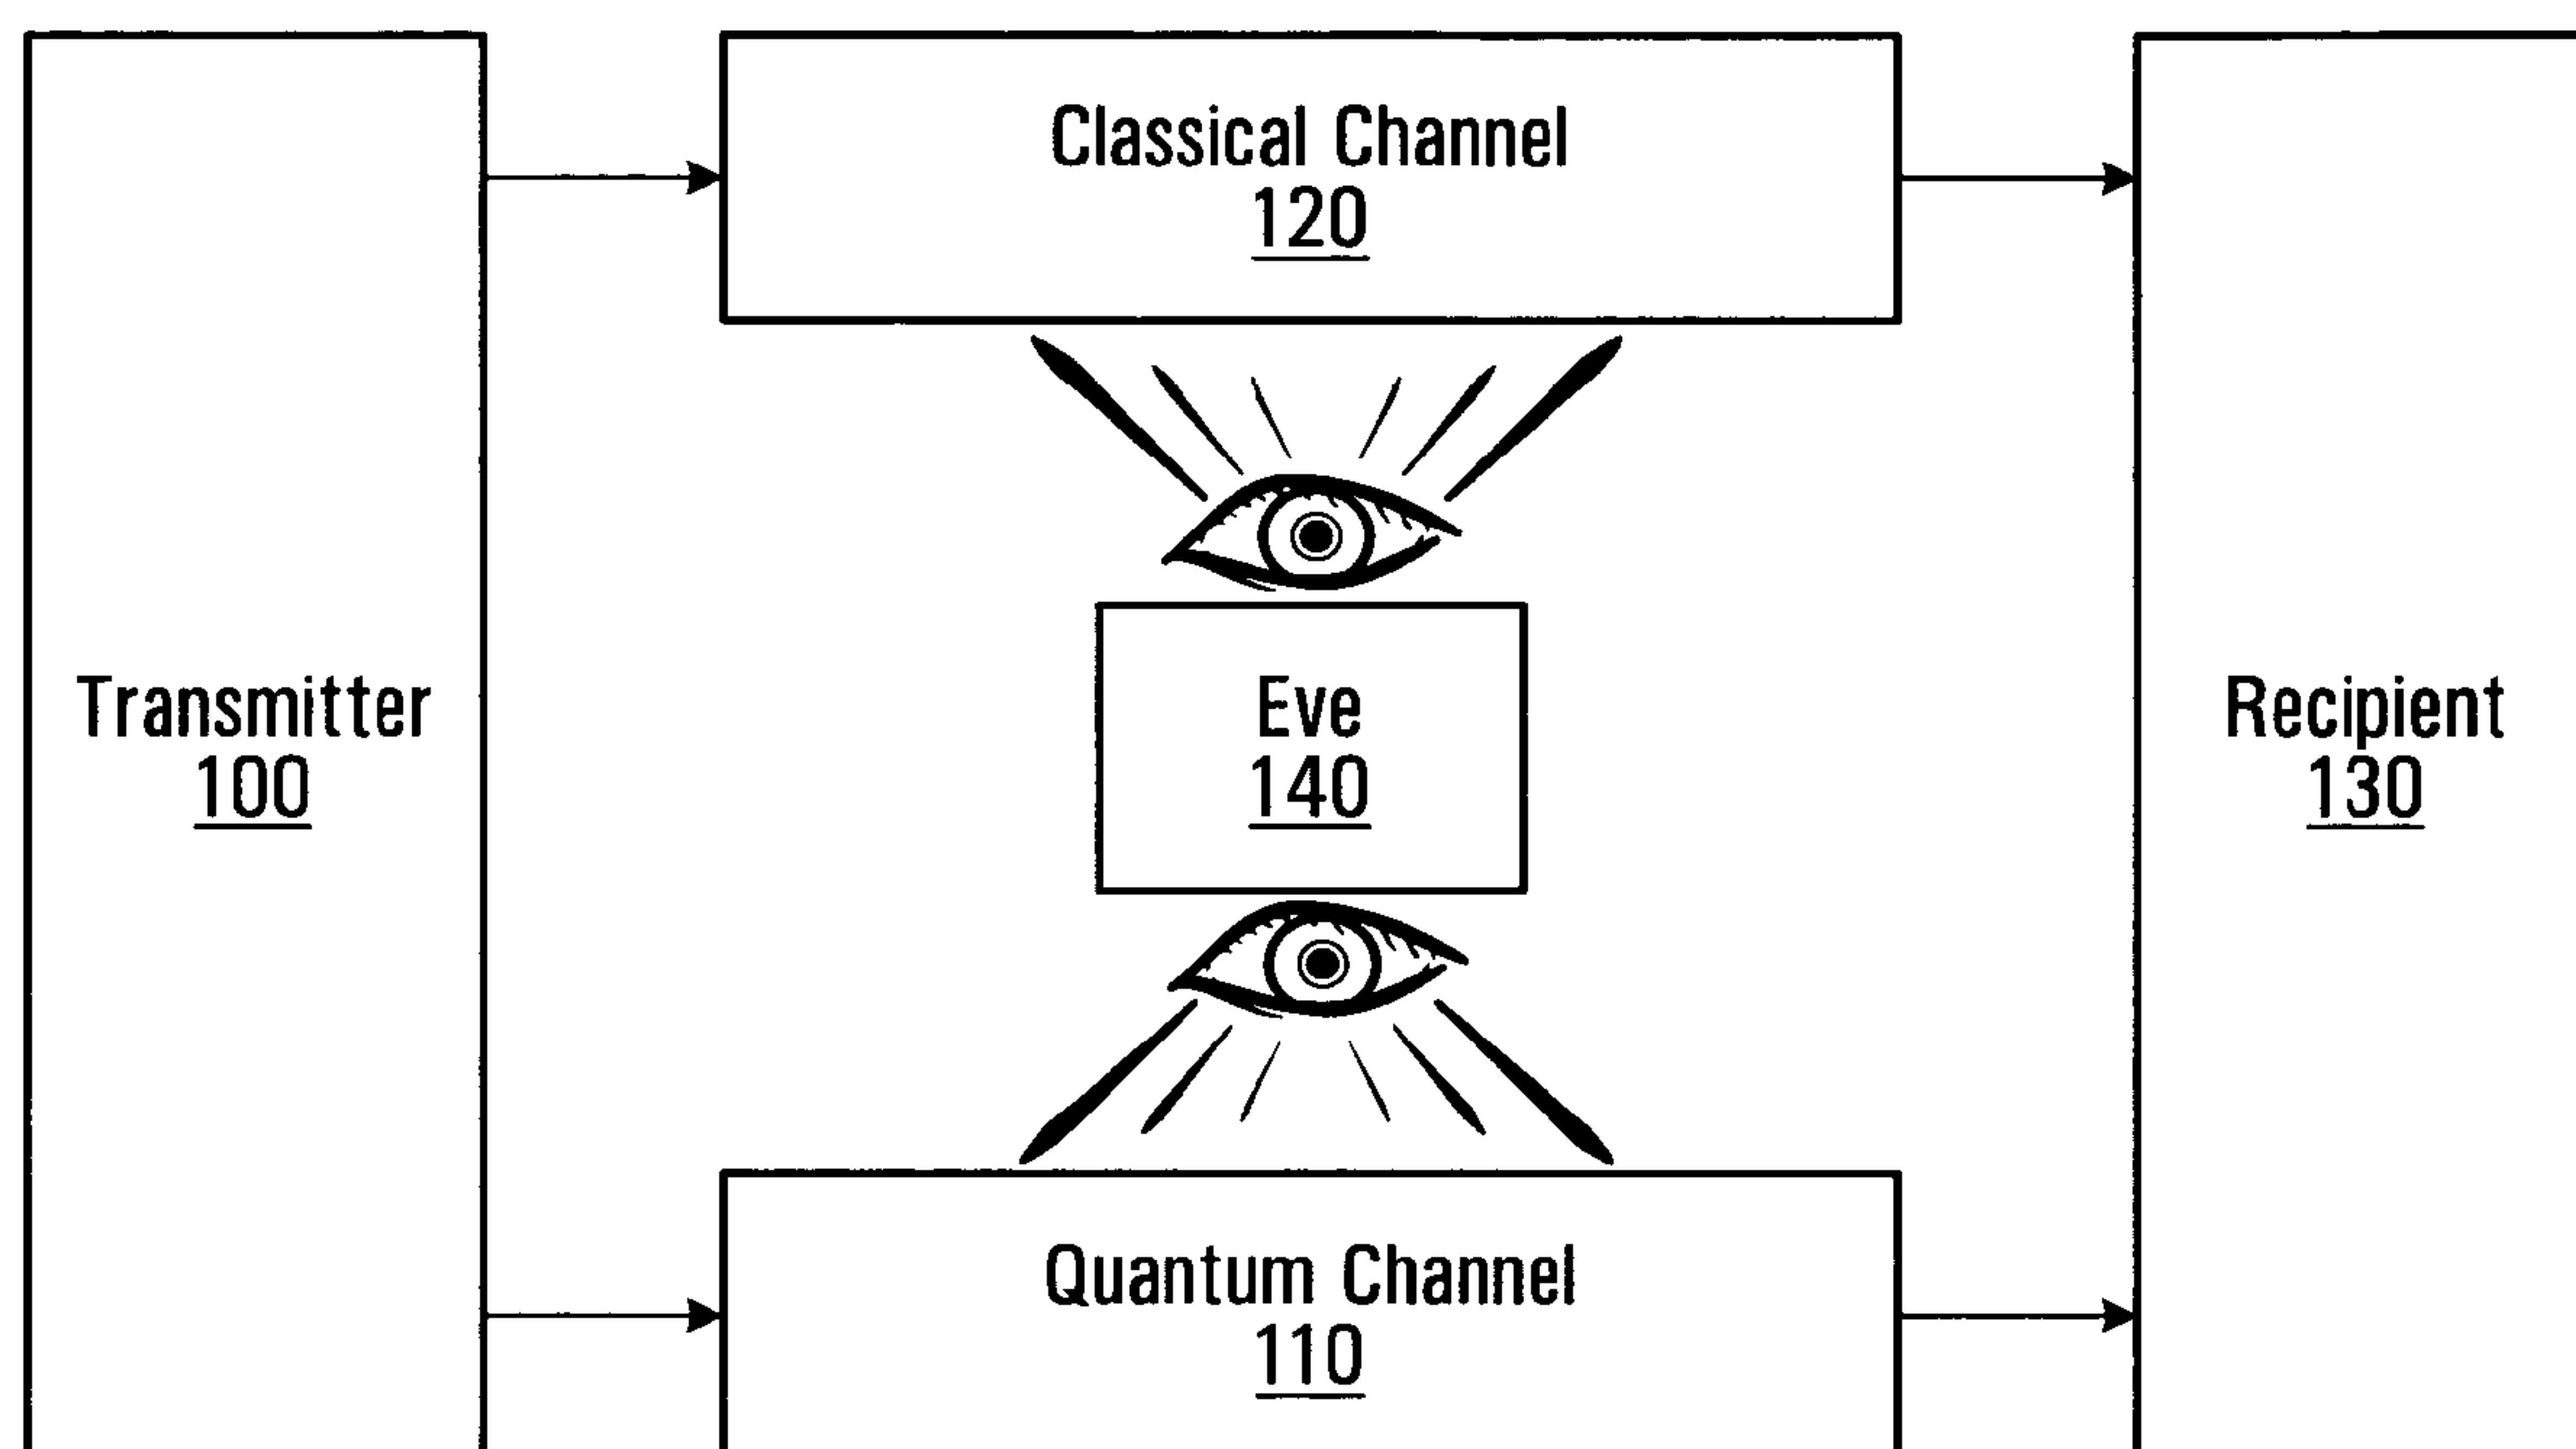 Classical Channel
120
Transmitter
100
Eve
140
Recipient
130
Quantum Channel
110